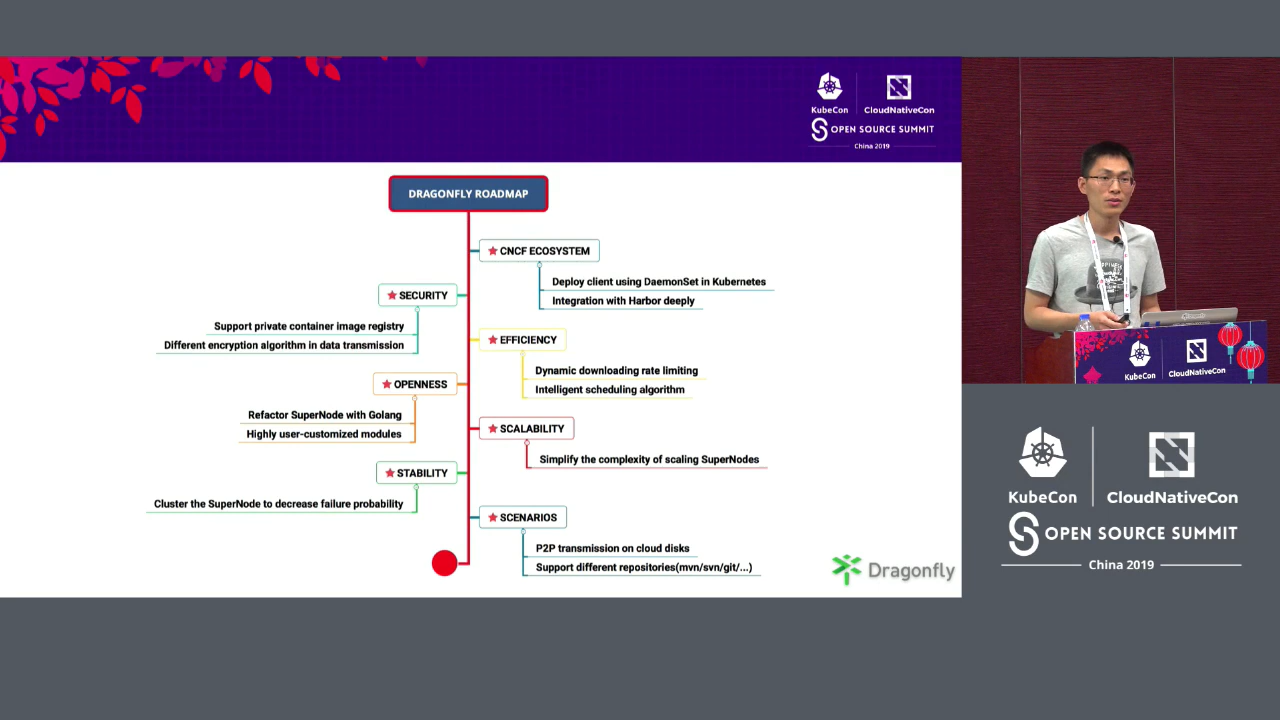 KubeCon
CloudNativeCon
OPEN SOURCE SUMMIT
China 2019
DRAGONFLY ROADMAP
CNCF ECOSYSTEM
Deploy client using DaemonSet in Kubernetes
Integration with Harbor deeply
SECURITY
Support private container image registry
Different encryption algorithm in data transmission
EFFICIENCY
Dynamic downloading rate limiting
Intelligent scheduling algorithm
OPENNESS
Refactor SuperNode with Golang
Highly user-customized modules
SCALABILITY
Simplify the complexity of scaling SuperNodes
STABILITY
Cluster the SuperNode to decrease failure probability
SCENARIOS
P2P transmission on cloud disks
Support different repositories(mvn/svn/git/...)
Dragonfly
KubeCon
CloudNativeCon
KubeCon
CloudNativeCon
OPEN SOURCE SUMMIT
China 2019